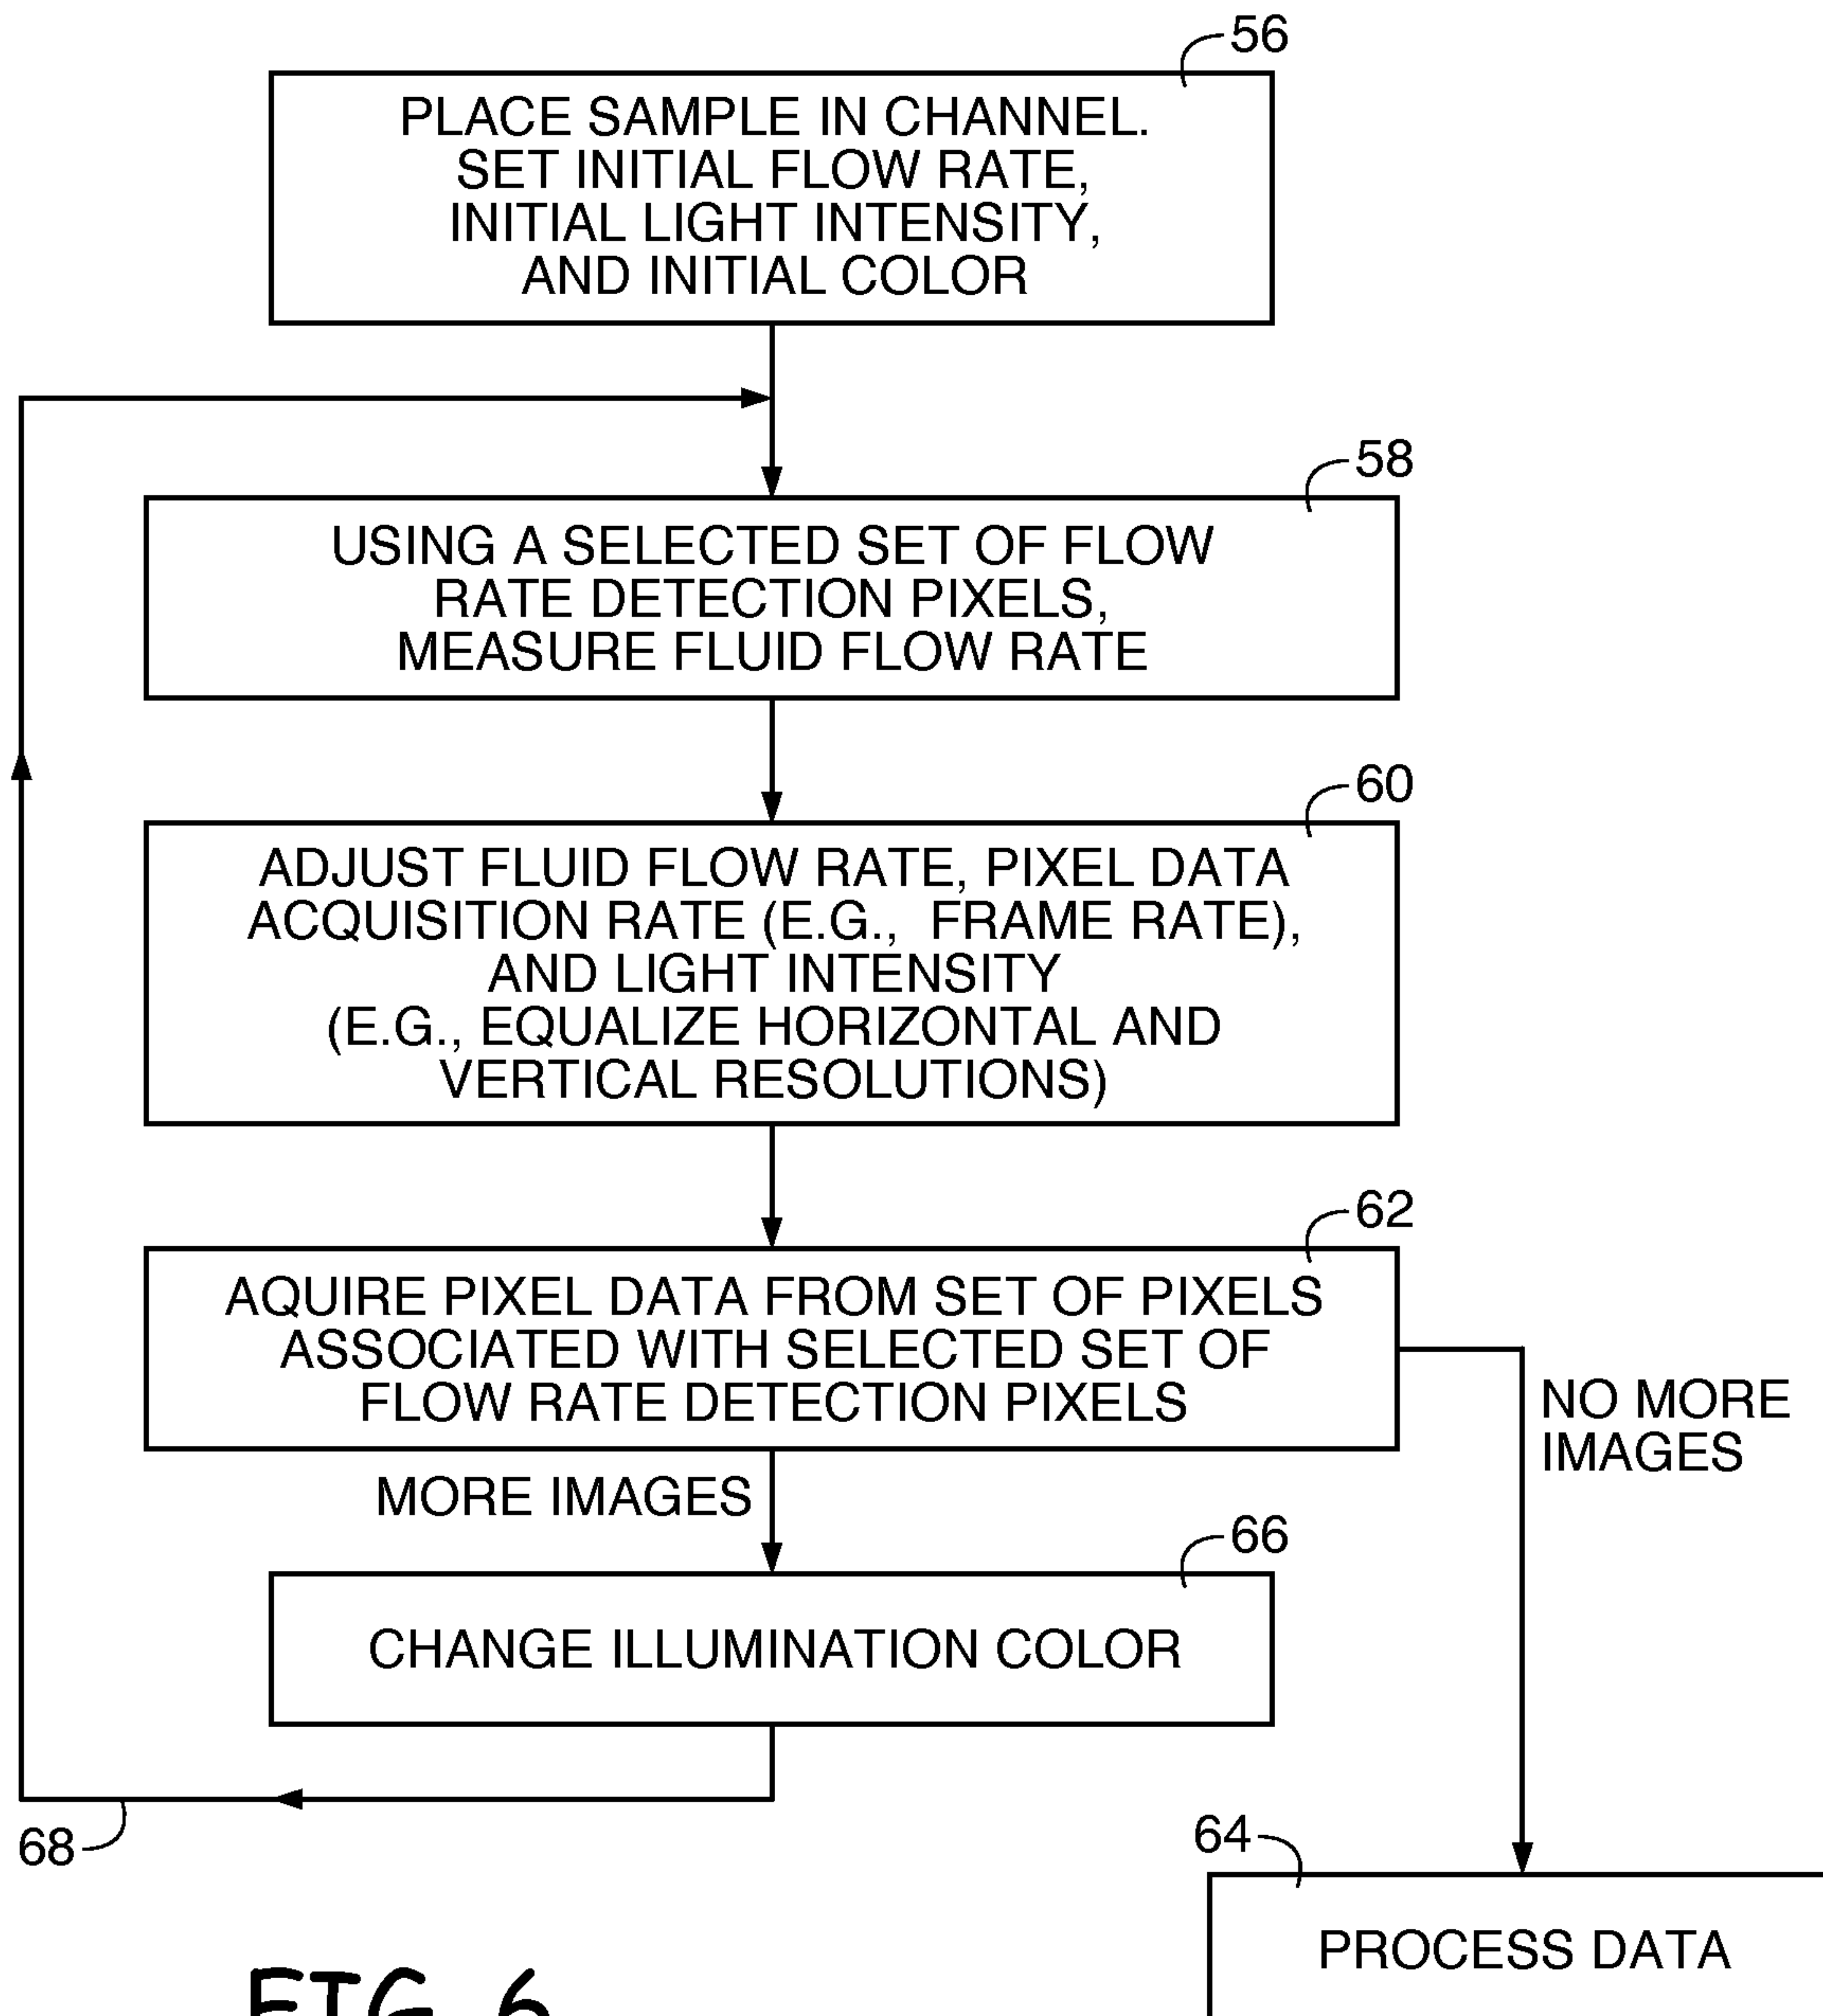 56
PLACE SAMPLE IN CHANNEL.
SET INITIAL FLOW RATE,
INITIAL LIGHT INTENSITY,
AND INITIAL COLOR
58
USING A SELECTED SET OF FLOW
RATE DETECTION PIXELS,
MEASURE FLUID FLOW RATE
60
ADJUST FLUID FLOW RATE, PIXEL DATA
ACQUISITION RATE (E.G., FRAME RATE),
AND LIGHT INTENSITY
(E.G., EQUALIZE HORIZONTAL AND
VERTICAL RESOLUTIONS)
62
AQUIRE PIXEL DATA FROM SET OF PIXELS
ASSOCIATED WITH SELECTED SET OF
FLOW RATE DETECTION PIXELS
NO MORE
IMAGES
MORE IMAGES
66
CHANGE ILLUMINATION COLOR
68
64
PROCESS DATA
FIG. 6